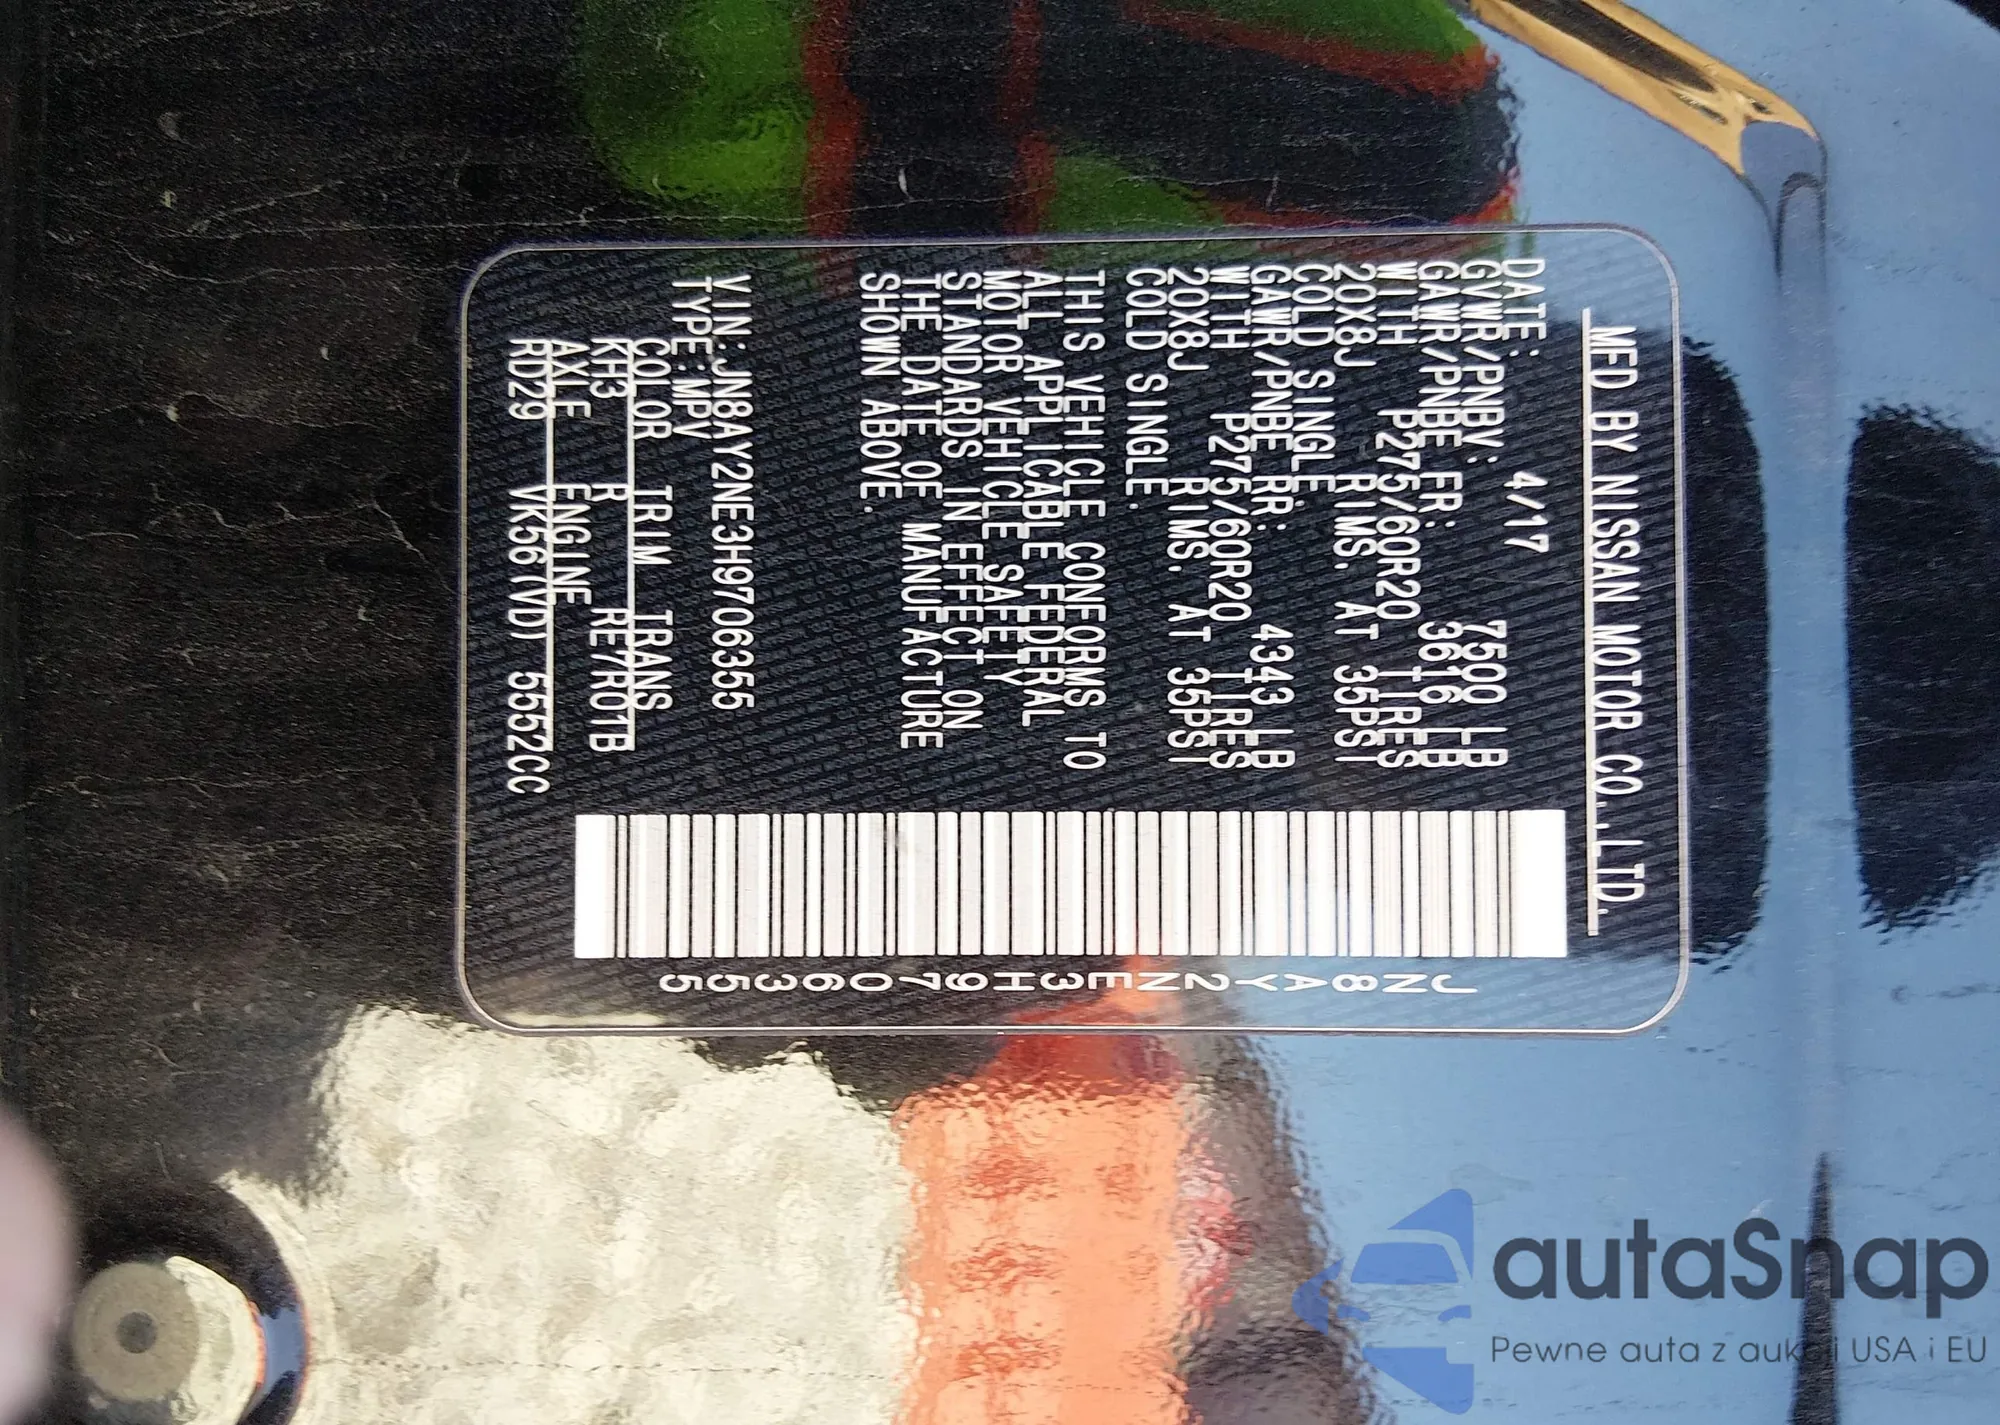 MFD BY NISSAN MOTOR CO.,LTD.
DATE: 4/17
GVWR/PNBV: 7500 LB
GAWR/PNBE FR: 3616 LB
WITH P275/60R20 TIRES
20X8J RIMS. AT 35PSI
COLD SINGLE.
GAWR/PNBE RR: 4343 LB
WITH P275/60R20 TIRES
20X8J RIMS. AT 35PSI
COLD SINGLE.
THIS VEHICLE CONFORMS TO
ALL APPLICABLE FEDERAL
MOTOR VEHICLE SAFETY
STANDARDS IN EFFECT ON
THE DATE OF MANUFACTURE
SHOWN ABOVE.
VIN:JN8AY2NE3H9706355
TYPE:MPV
COLOR TRIM TRANS
KH3 R RE7R01B
AXLE ENGINE
RD29 VK56(VD) 5552CC
JN8AY2NE3H9706355
autaSnap
Pewne auta z aukcji USA i EU